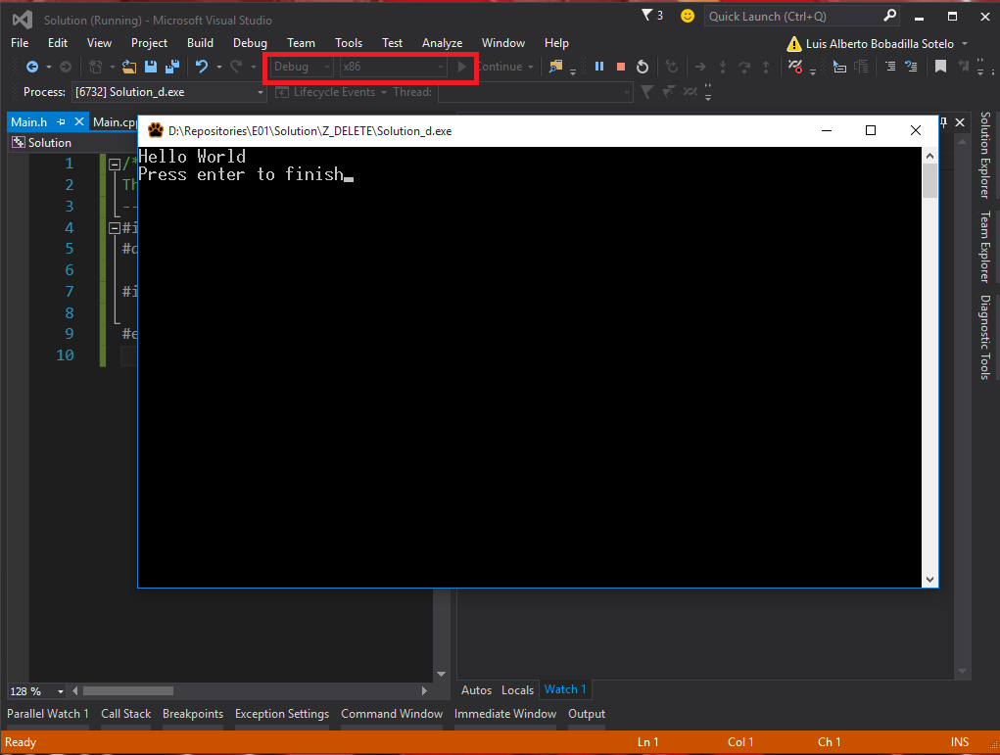 Solution (Running) - Microsoft Visual Studio
3
Quick Launch (Ctrl+Q)
File Edit View Project Build Debug Team Tools Test Analyze Window Help
Luis Alberto Bobadilla Sotelo
Debug x86 Continue
Process: [6732] Solution_d.exe Lifecycle Events Thread:
Main.h Main.cpp
D:\Repositories\E01\Solution\Z_DELETE\Solution_d.exe
Solution
Hello World
Press enter to finish
1 /*
2 Th
3 --
4 #i
5 #d
6
7 #i
8
9 #e
10
Solution Explorer
Team Explorer
Diagnostic Tools
128 %
Autos Locals Watch 1
Parallel Watch 1 Call Stack Breakpoints Exception Settings Command Window Immediate Window Output
Ready Ln 1 Col 1 Ch 1 INS